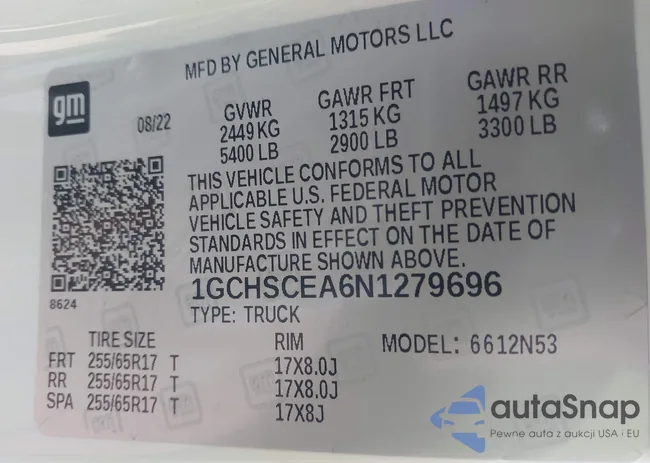 MFD BY GENERAL MOTORS LLC
gm
08/22
GVWR GAWR FRT GAWR RR
2449 KG 1315 KG 1497 KG
5400 LB 2900 LB 3300 LB
THIS VEHICLE CONFORMS TO ALL
APPLICABLE U.S. FEDERAL MOTOR
VEHICLE SAFETY AND THEFT PREVENTION
STANDARDS IN EFFECT ON THE DATE OF
MANUFACTURE SHOWN ABOVE.
8624
1GCHSCEA6N1279696
TYPE: TRUCK
TIRE SIZE RIM MODEL: 6612N53
FRT 255/65R17 T 17X8.0J
RR 255/65R17 T 17X8.0J
SPA 255/65R17 T 17X8J
autaSnap
Pewne auta z aukcji USA i EU